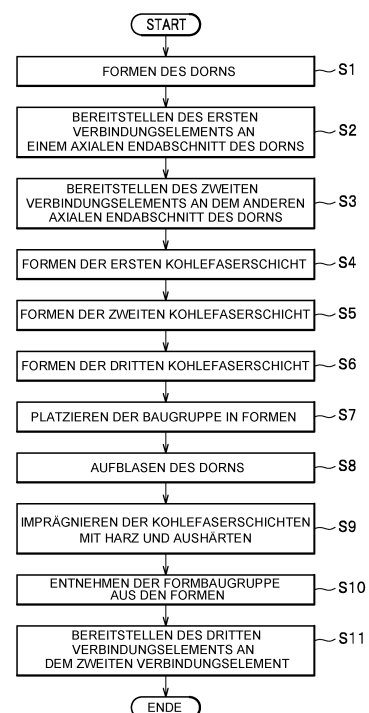 START
FORMEN DES DORNS
S1
BEREITSTELLEN DES ERSTEN
VERBINDUNGSELEMENTS AN
EINEM AXIALEN ENDABSCHNITT DES DORNS
S2
BEREITSTELLEN DES ZWEITEN
VERBINDUNGSELEMENTS AN DEM ANDEREN
AXIALEN ENDABSCHNITT DES DORNS
S3
FORMEN DER ERSTEN KOHLEFASERSCHICHT
S4
FORMEN DER ZWEITEN KOHLEFASERSCHICHT
S5
FORMEN DER DRITTEN KOHLEFASERSCHICHT
S6
PLATZIEREN DER BAUGRUPPE IN FORMEN
S7
AUFBLASEN DES DORNS
S8
IMPRÄGNIEREN DER KOHLEFASERSCHICHTEN
MIT HARZ UND AUSHÄRTEN
S9
ENTNEHMEN DER FORMBAUGRUPPE
AUS DEN FORMEN
S10
BEREITSTELLEN DES DRITTEN
VERBINDUNGSELEMENTS AN
DEM ZWEITEN VERBINDUNGSELEMENT
S11
ENDE